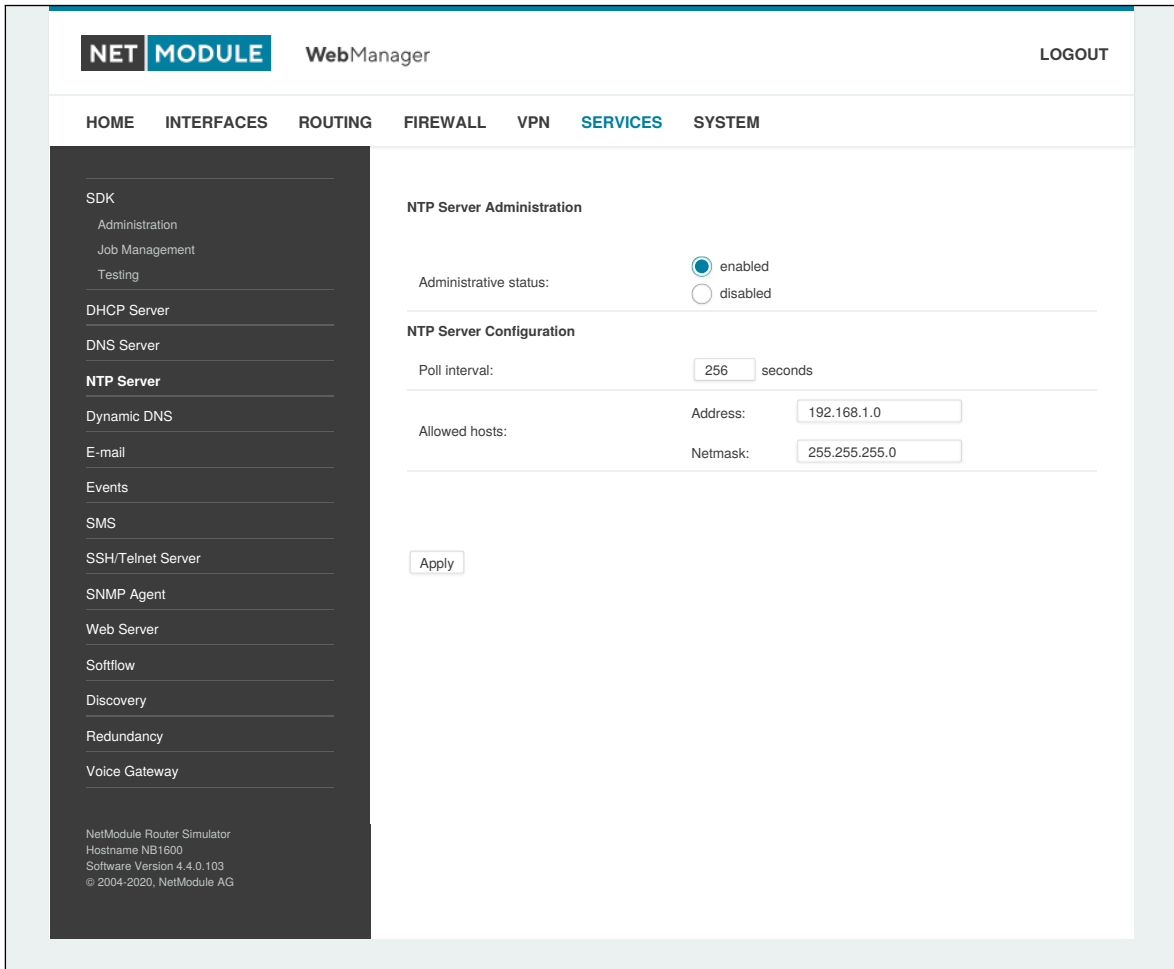 NET MODULE WebManager LOGOUT
HOME INTERFACES ROUTING FIREWALL VPN SERVICES SYSTEM
SDK
Administration
Job Management
Testing
DHCP Server
DNS Server
NTP Server
Dynamic DNS
E-mail
Events
SMS
SSH/Telnet Server
SNMP Agent
Web Server
Softflow
Discovery
Redundancy
Voice Gateway
NetModule Router Simulator
Hostname NB1600
Software Version 4.4.0.103
© 2004-2020, NetModule AG
NTP Server Administration
Administrative status:
enabled
disabled
NTP Server Configuration
Poll interval: 256 seconds
Allowed hosts:
Address: 192.168.1.0
Netmask: 255.255.255.0
Apply